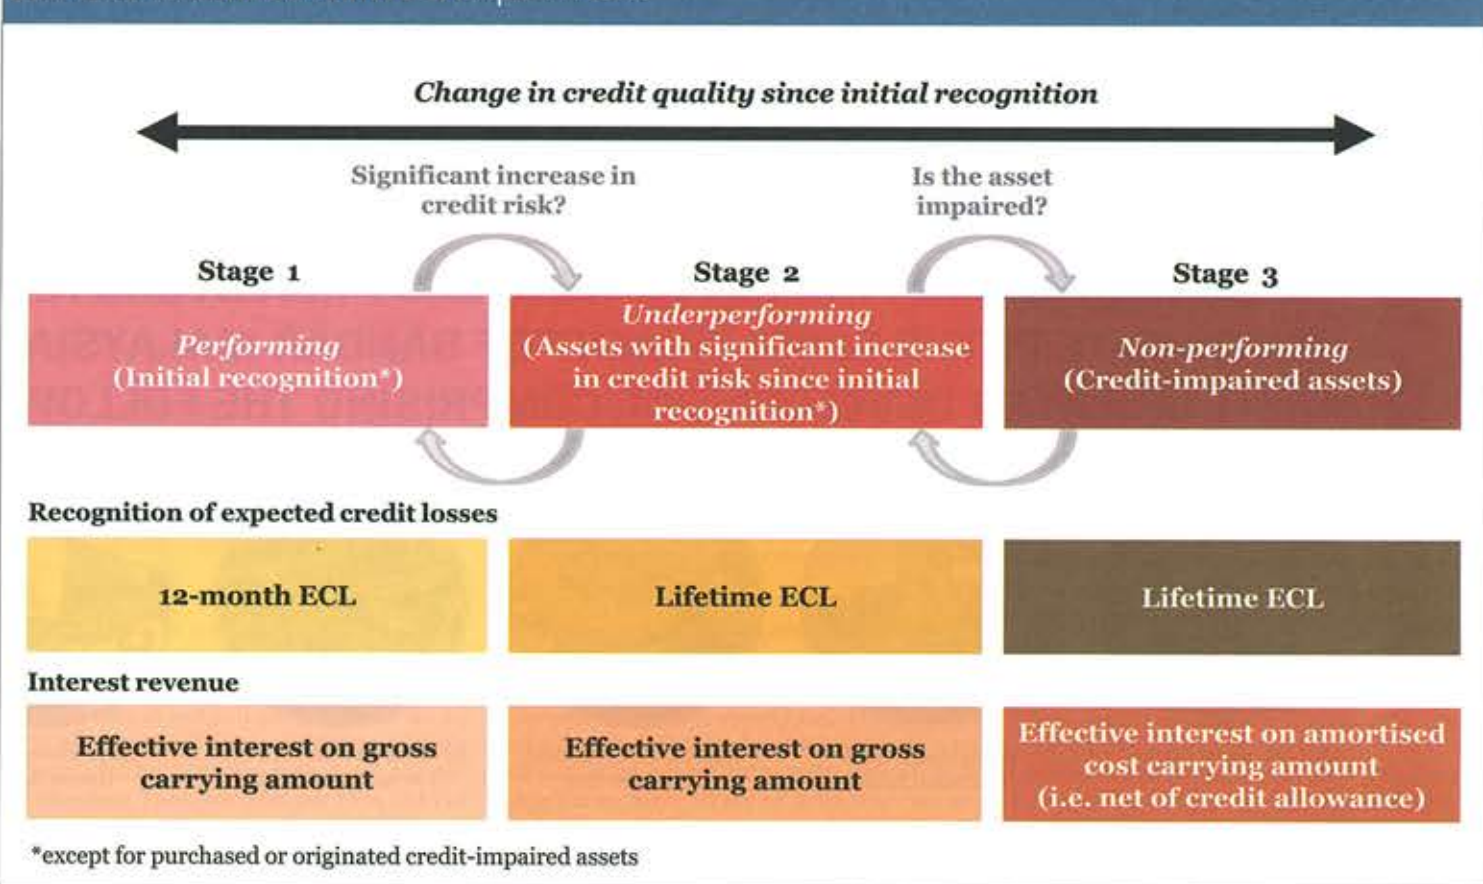 Change in credit quality since initial recognition
Significant increase in
credit risk?
Is the asset
impaired?
Stage 1
Stage 2
Stage 3
Performing
(Initial recognition*)
Underperforming
(Assets with significant increase
in credit risk since initial
recognition*)
Non-performing
(Credit-impaired assets)
Recognition of expected credit losses
12-month ECL
Lifetime ECL
Lifetime ECL
Interest revenue
Effective interest on gross
carrying amount
Effective interest on gross
carrying amount
Effective interest on amortised
cost carrying amount
(i.e. net of credit allowance)
*except for purchased or originated credit-impaired assets